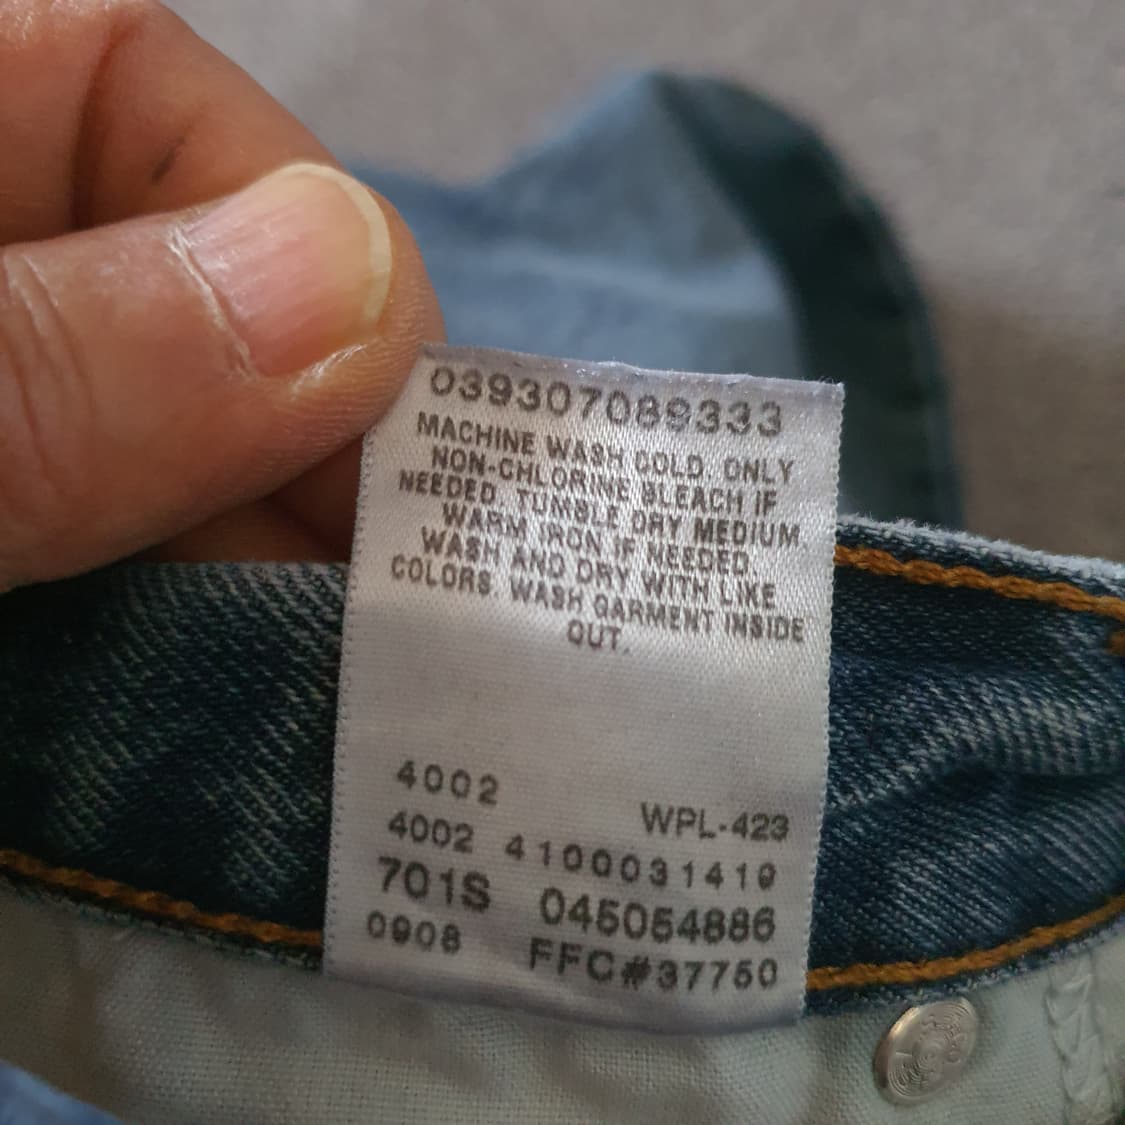 039307089333
MACHINE WASH COLD. ONLY
NON-CHLORINE BLEACH IF
NEEDED. TUMBLE DRY MEDIUM.
WARM IRON IF NEEDED.
WASH AND DRY WITH LIKE
COLORS. WASH GARMENT INSIDE
OUT.
4002
WPL-423
4002 4100031419
701S 045054886
0908 FFC#37750